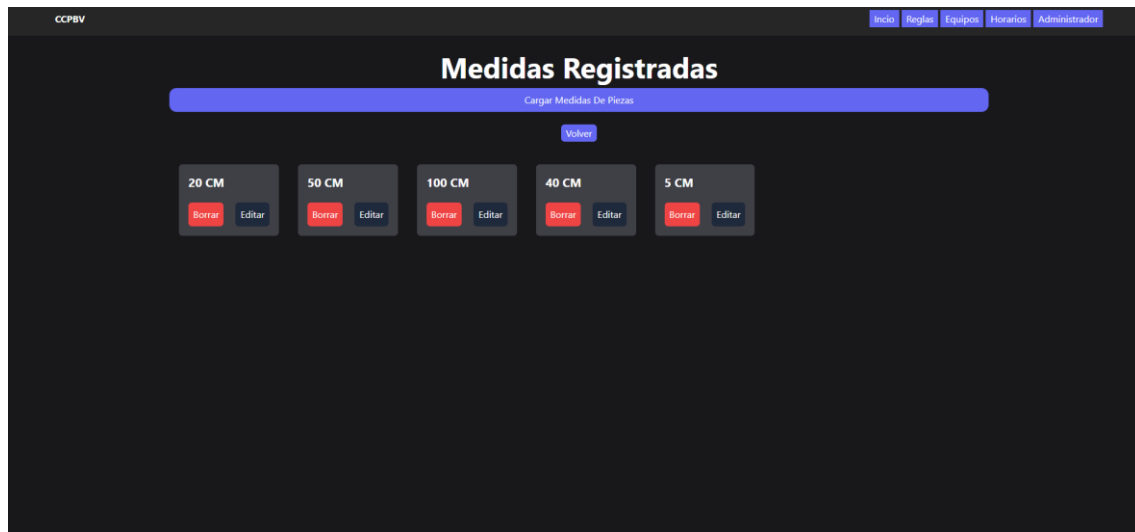 CCPBV
Incio Reglas Equipos Horarios Administrador
Medidas Registradas
Cargar Medidas De Piezas
Volver
20 CM 50 CM 100 CM 40 CM 5 CM
Borrar Editar Borrar Editar Borrar Editar Borrar Editar Borrar Editar